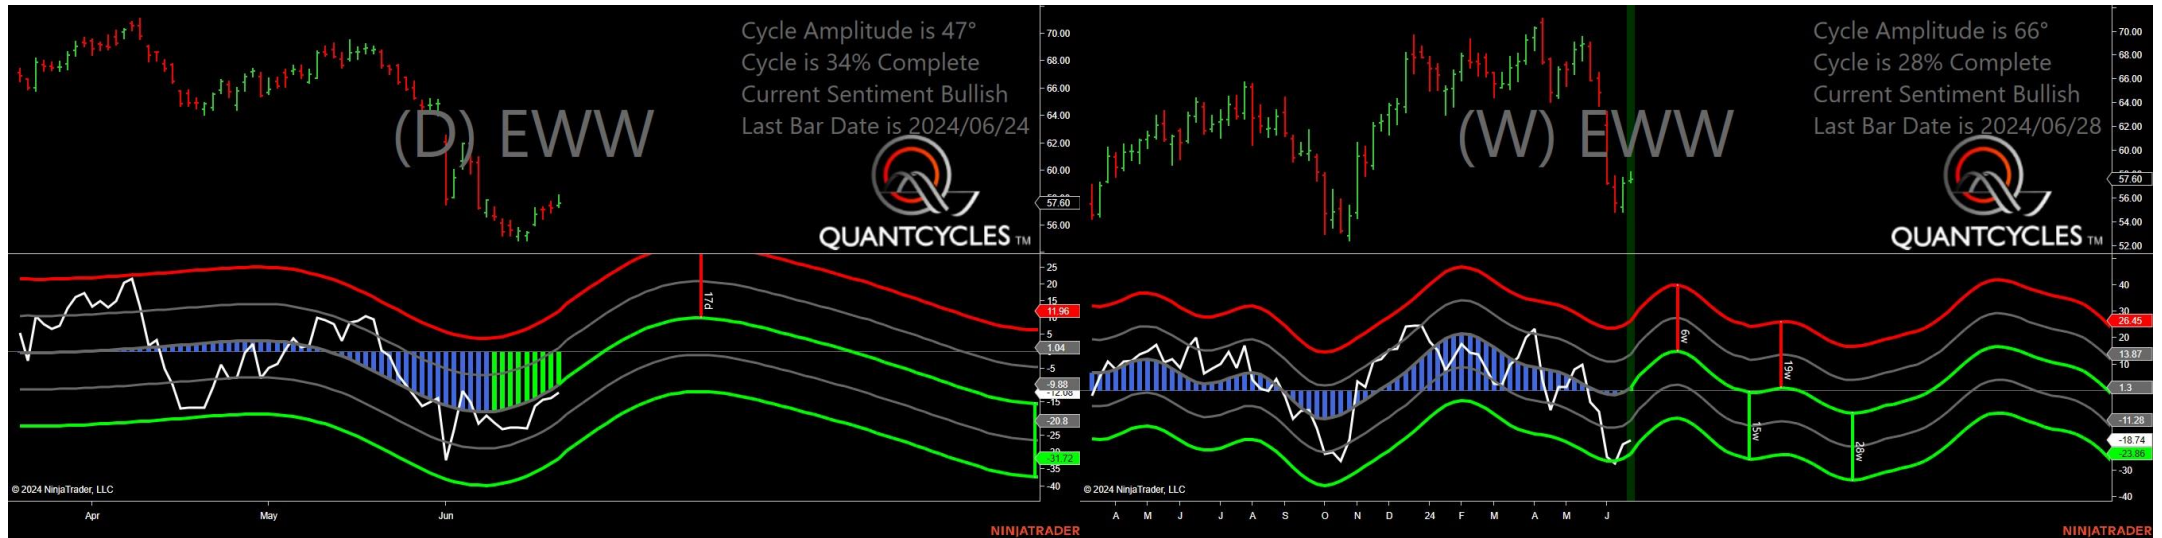 Cycle Amplitude is 47°
Cycle is 34% Complete
Current Sentiment Bullish
Last Bar Date is 2024/06/24
(D) EWW
QUANTCYCLES TM
70.00
68.00
66.00
64.00
62.00
60.00
57.60
56.00
25
20
15
11.96
5
1.04
-5
-9.88
-12.08
-15
-20.8
-25
-31.72
-35
-40
17d
© 2024 NinjaTrader, LLC
Apr May Jun
NINJATRADER
Cycle Amplitude is 66°
Cycle is 28% Complete
Current Sentiment Bullish
Last Bar Date is 2024/06/28
(W) EWW
QUANTCYCLES TM
70.00
68.00
66.00
64.00
62.00
60.00
57.60
56.00
54.00
52.00
40
30
26.45
20
13.87
10
1.3
-11.28
-18.74
-23.86
-30
-40
6w
19w
15w
28w
© 2024 NinjaTrader, LLC
A M J J A S O N D 24 F M A M J
NINJATRADER